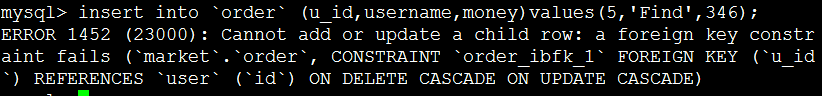 mysql> insert into `order` (u_id,username,money)values(5,'Find',346);
ERROR 1452 (23000): Cannot add or update a child row: a foreign key constr
aint fails (`market`.`order`, CONSTRAINT `order_ibfk_1` FOREIGN KEY (`u_id
`) REFERENCES `user` (`id`) ON DELETE CASCADE ON UPDATE CASCADE)